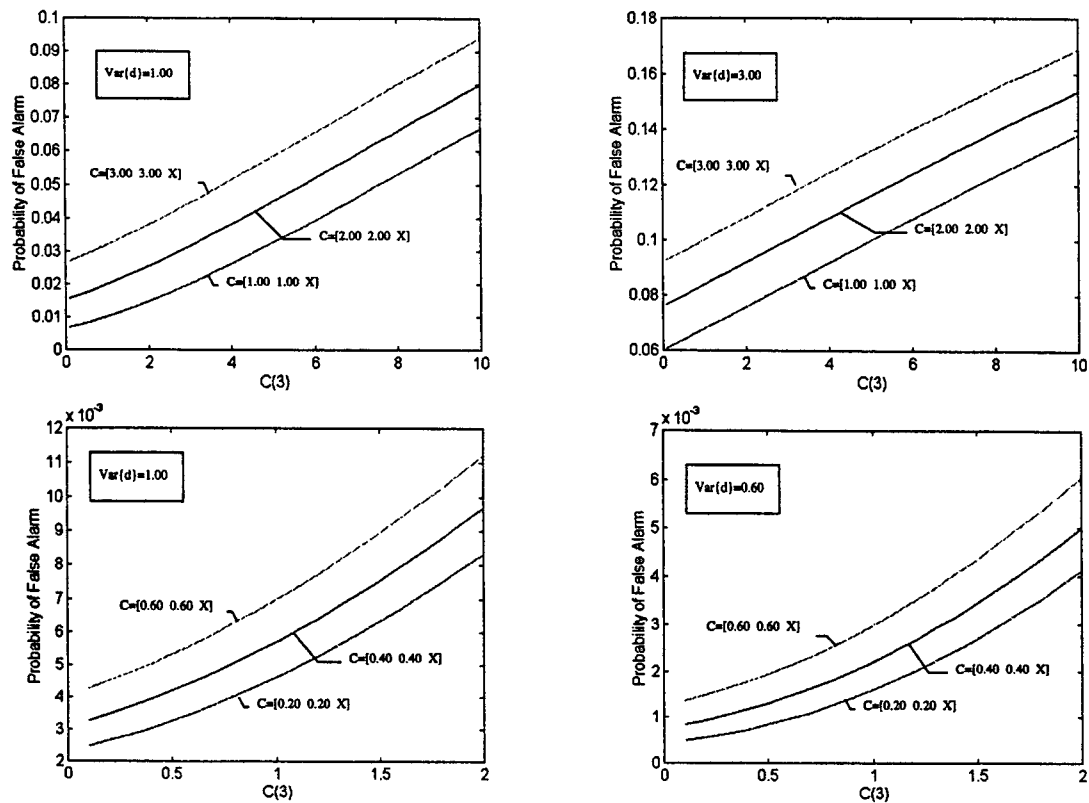 0.1
0.09
0.08
0.07
0.06
0.05
0.04
0.03
0.02
0.01
0
Probability of False Alarm
Var{d}=1.00
C=[3.00 3.00 X]
C=[2.00 2.00 X]
C=[1.00 1.00 X]
0 2 4 6 8 10
C(3)
0.18
0.16
0.14
0.12
0.1
0.08
0.06
Probability of False Alarm
Var{d}=3.00
C=[3.00 3.00 X]
C=[2.00 2.00 X]
C=[1.00 1.00 X]
0 2 4 6 8 10
C(3)
x 10⁻³
12
11
10
9
8
7
6
5
4
3
2
Probability of False Alarm
Var{d}=1.00
C=[0.60 0.60 X]
C=[0.40 0.40 X]
C=[0.20 0.20 X]
0 0.5 1 1.5 2
C(3)
x 10⁻³
7
6
5
4
3
2
1
0
Probability of False Alarm
Var{d}=0.60
C=[0.60 0.60 X]
C=[0.40 0.40 X]
C=[0.20 0.20 X]
0 0.5 1 1.5 2
C(3)